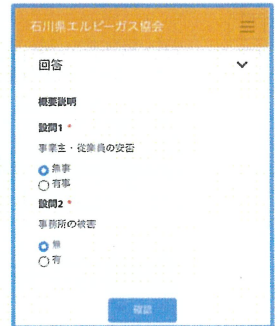 石川県エルピーガス協会
回答
概要説明
設問1 *
事業主・従業員の安否
無事
有事
設問2 *
事務所の被害
無
有
確認